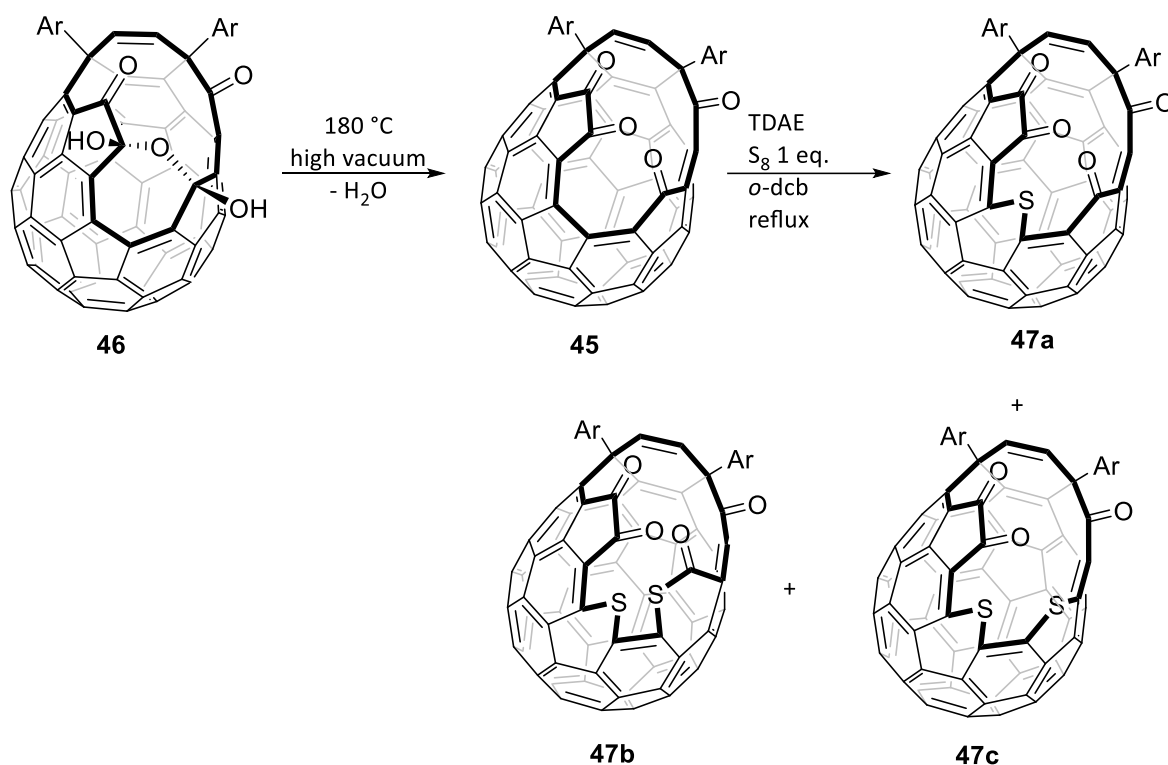 Ar
Ar
O
O
HO
O
OH
46
180 °C
high vacuum
- H₂O
Ar
Ar
O
O
O
O
45
TDAE
S₈ 1 eq.
o-dcb
reflux
Ar
Ar
O
O
O
O
S
47a
+
Ar
Ar
O
O
O
O
S
S
47b
+
Ar
Ar
O
O
O
S
S
47c